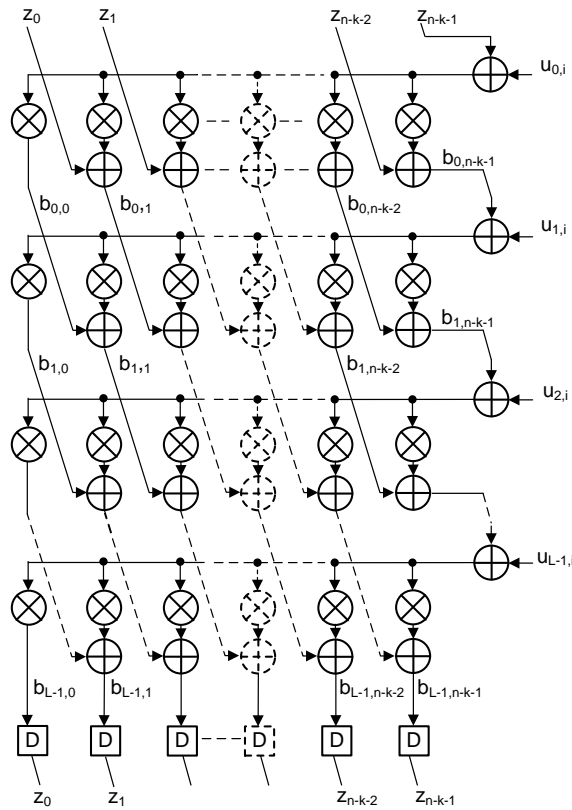 z0 z1 zn-k-2 zn-k-1
u0,i
b0,n-k-1
b0,0 b0,1 b0,n-k-2
u1,i
b1,n-k-1
b1,0 b1,1 b1,n-k-2
u2,i
uL-1,i
bL-1,0 bL-1,1 bL-1,n-k-2 bL-1,n-k-1
D D D D D D
z0 z1 zn-k-2 zn-k-1